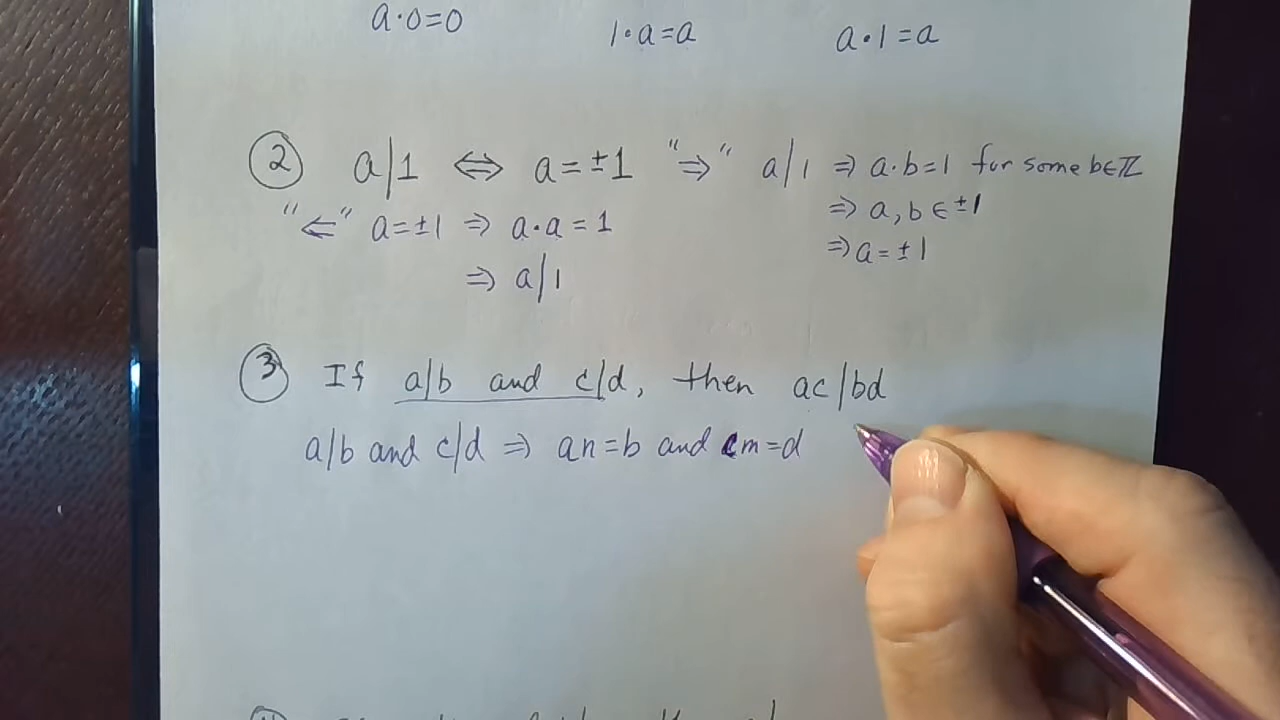 a·0=0 1·a=a a·1=a
② a|1 ⇔ a=±1 "⇒" a|1 ⇒ a·b=1 for some b∈ℤ
"⇐" a=±1 ⇒ a·a=1 ⇒ a,b∈±1
⇒ a|1 ⇒ a=±1
③ If a|b and c|d, then ac|bd
a|b and c|d ⇒ an=b and cm=d